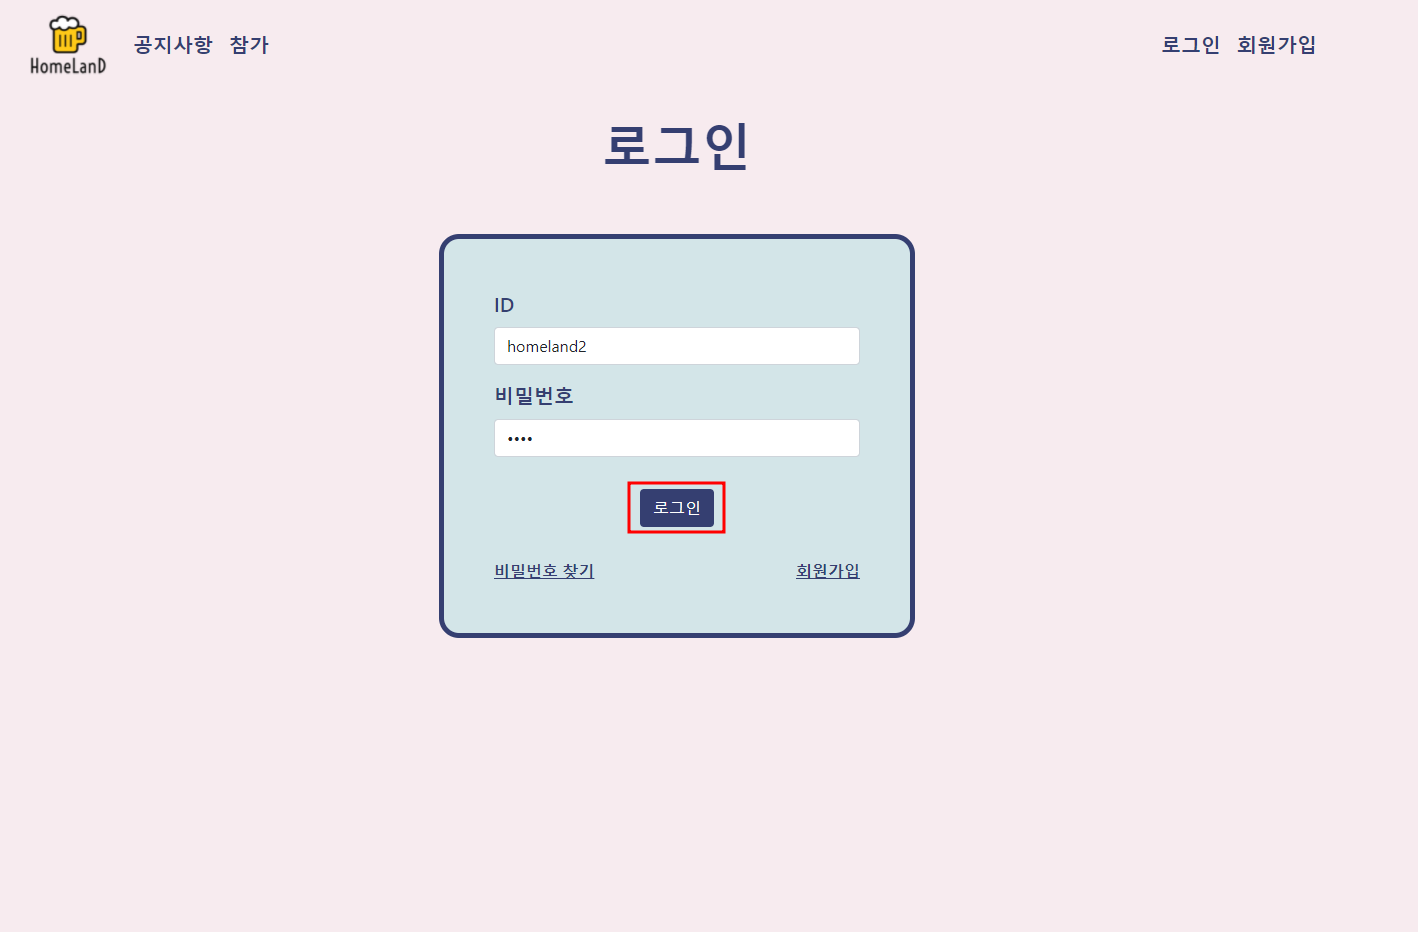 HomeLanD
공지사항 참가
로그인 회원가입
로그인
ID
homeland2
비밀번호
••••
로그인
비밀번호 찾기
회원가입